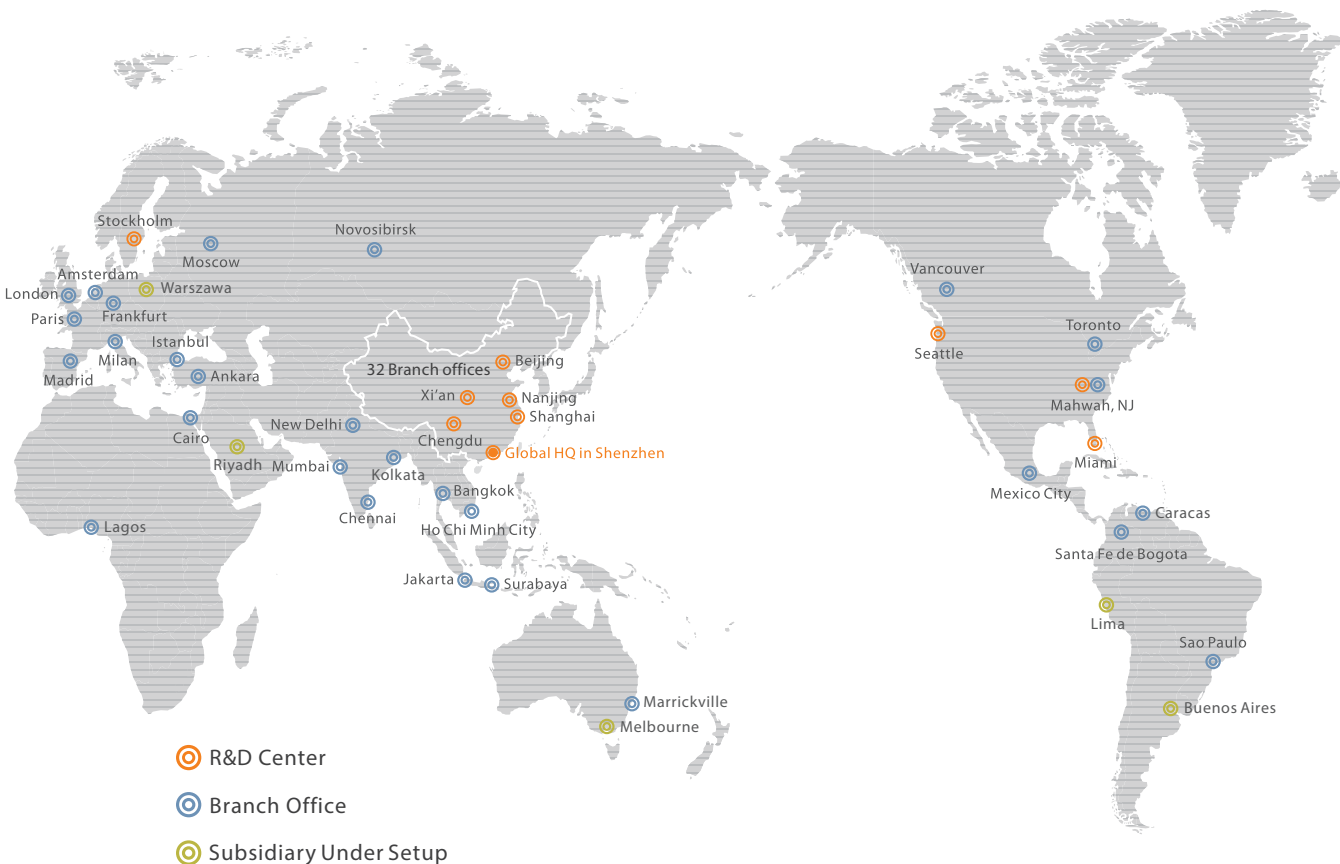 Stockholm
Novosibirsk
Moscow
Amsterdam
Warszawa
London
Paris
Frankfurt
Istanbul
Milan
Madrid
Ankara
32 Branch offices
Beijing
Xi'an
Nanjing
Shanghai
Chengdu
Global HQ in Shenzhen
Cairo
New Delhi
Riyadh
Mumbai
Kolkata
Bangkok
Chennai
Ho Chi Minh City
Lagos
Jakarta
Surabaya
Marrickville
Melbourne
Vancouver
Toronto
Seattle
Mahwah, NJ
Miami
Mexico City
Caracas
Santa Fe de Bogota
Lima
Sao Paulo
Buenos Aires
R&D Center
Branch Office
Subsidiary Under Setup